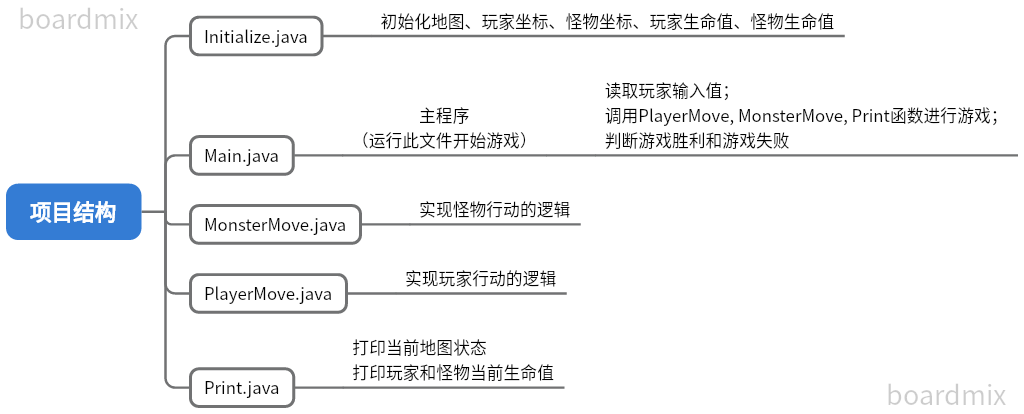 boardmix
Initialize.java
初始化地图、玩家坐标、怪物坐标、玩家生命值、怪物生命值
Main.java
主程序
（运行此文件开始游戏）
读取玩家输入值；
调用PlayerMove, MonsterMove, Print函数进行游戏；
判断游戏胜利和游戏失败
项目结构
MonsterMove.java
实现怪物行动的逻辑
PlayerMove.java
实现玩家行动的逻辑
Print.java
打印当前地图状态
打印玩家和怪物当前生命值
boardmix